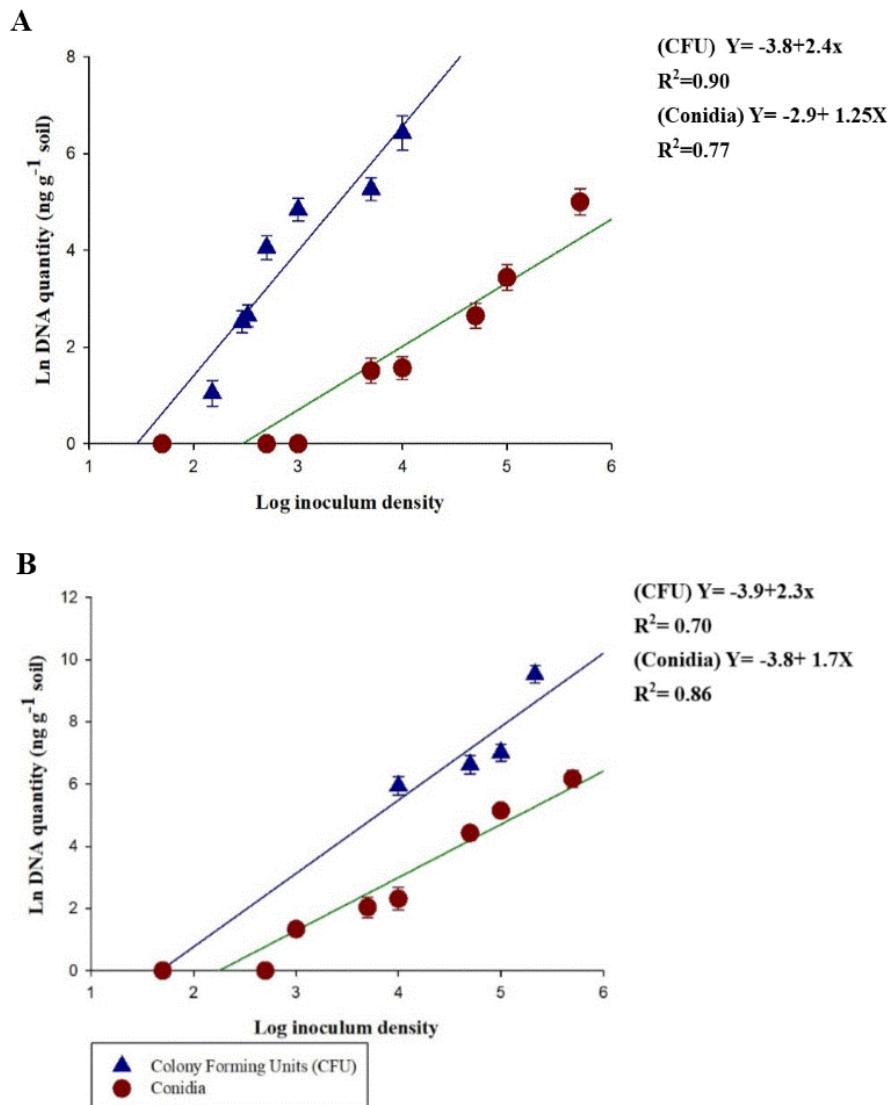 A
(CFU) Y= -3.8+2.4x
R²=0.90
(Conidia) Y= -2.9+ 1.25X
R²=0.77
Ln DNA quantity (ng g⁻¹ soil)
8
6
4
2
0
1 2 3 4 5 6
Log inoculum density
B
(CFU) Y= -3.9+2.3x
R²= 0.70
(Conidia) Y= -3.8+ 1.7X
R²= 0.86
Ln DNA quantity (ng g⁻¹ soil)
12
10
8
6
4
2
0
1 2 3 4 5 6
Log inoculum density
Colony Forming Units (CFU)
Conidia